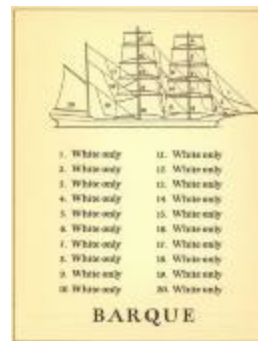 1. White only
2. White only
3. White only
4. White only
5. White only
6. White only
7. White only
8. White only
9. White only
10. White only
11. White only
12. White only
13. White only
14. White only
15. White only
16. White only
17. White only
18. White only
19. White only
20. White only
BARQUE